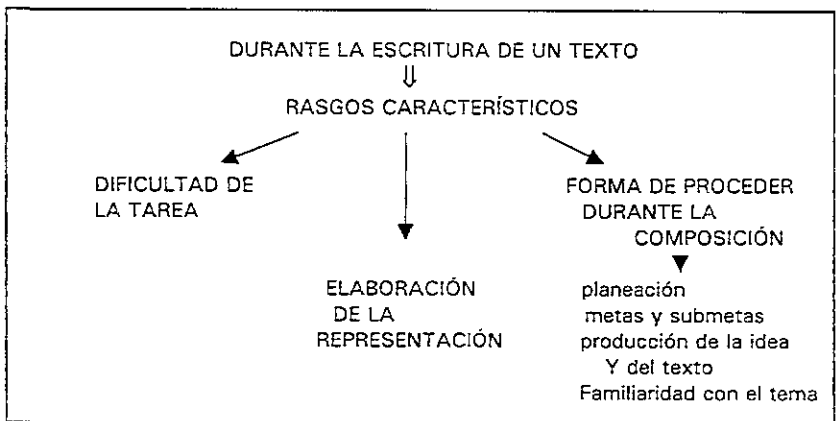 DURANTE LA ESCRITURA DE UN TEXTO
RASGOS CARACTERÍSTICOS
DIFICULTAD DE
LA TAREA
ELABORACIÓN
DE LA
REPRESENTACIÓN
FORMA DE PROCEDER
DURANTE LA
COMPOSICIÓN
planeación
metas y submetas
producción de la idea
Y del texto
Familiaridad con el tema